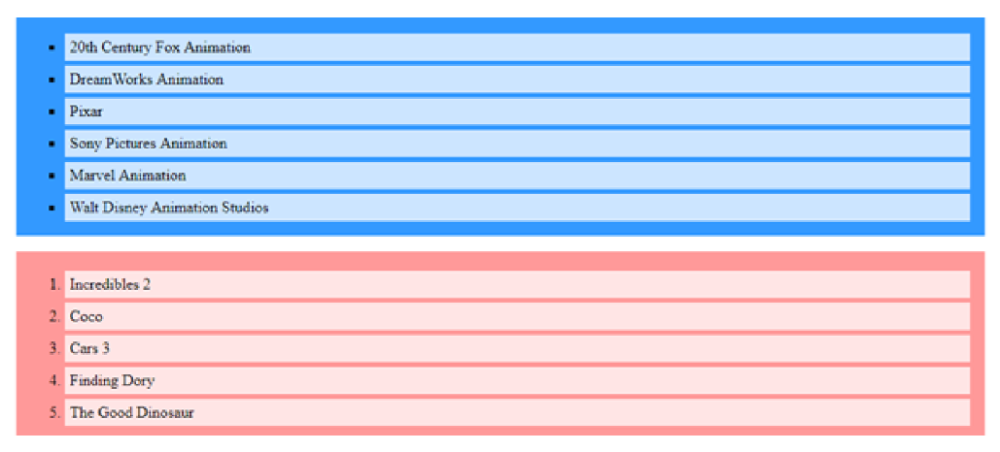 20th Century Fox Animation
DreamWorks Animation
Pixar
Sony Pictures Animation
Marvel Animation
Walt Disney Animation Studios
1. Incredibles 2
2. Coco
3. Cars 3
4. Finding Dory
5. The Good Dinosaur